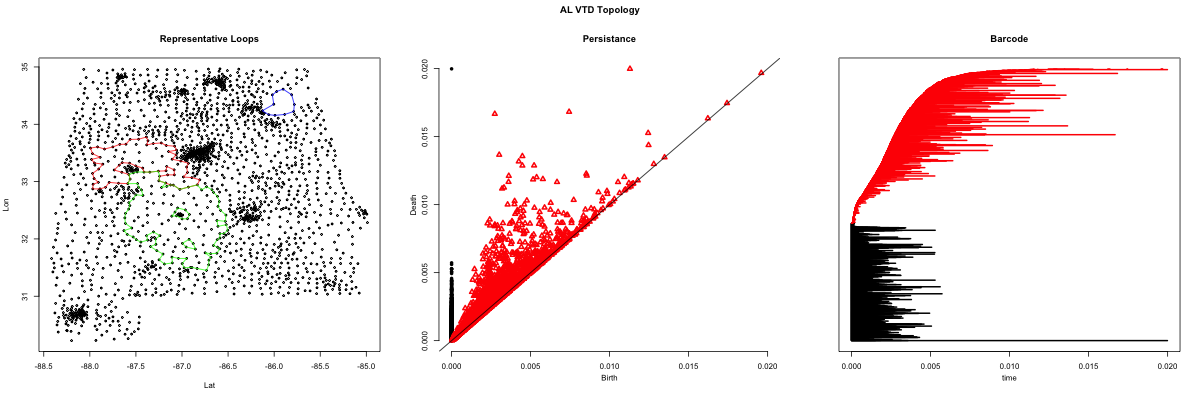 AL VTD Topology
Representative Loops
Lon
35
34
33
32
31
-88.5 -88.0 -87.5 -87.0 -86.5 -86.0 -85.5 -85.0
Lat
Persistance
Death
0.020
0.015
0.010
0.005
0.000
0.000 0.005 0.010 0.015 0.020
Birth
Barcode
0.000 0.005 0.010 0.015 0.020
time